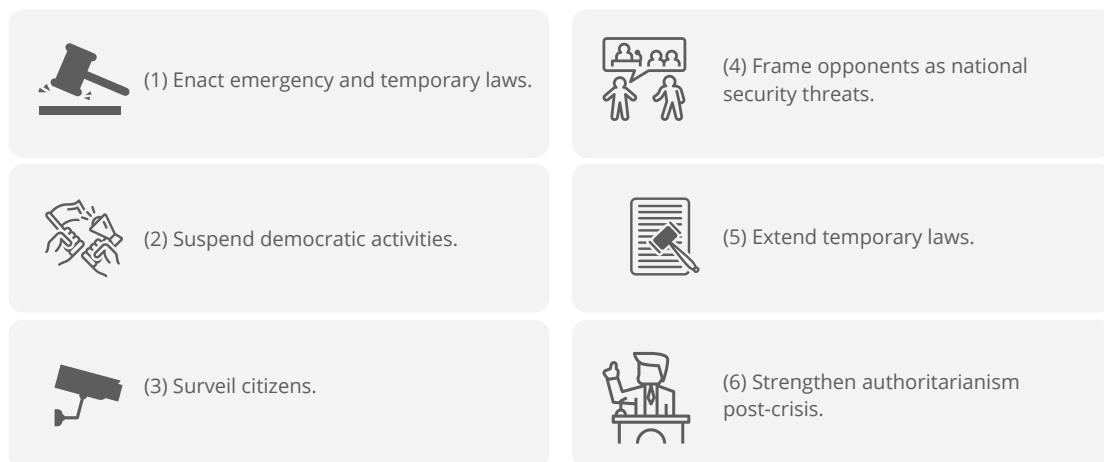 (1) Enact emergency and temporary laws.
(2) Suspend democratic activities.
(3) Surveil citizens.
(4) Frame opponents as national
security threats.
(5) Extend temporary laws.
(6) Strengthen authoritarianism
post-crisis.